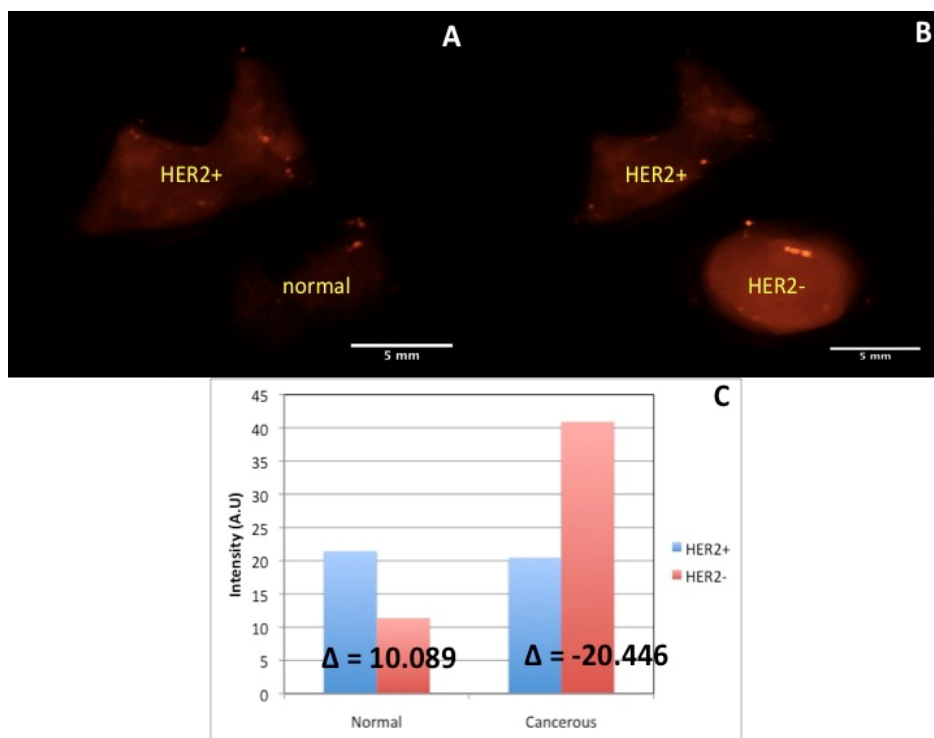 A
HER2+
normal
5 mm
B
HER2+
HER2-
5 mm
C
Intensity (A.U)
45
40
35
30
25
20
15
10
5
0
Δ = 10.089
Δ = -20.446
Normal
Cancerous
HER2+
HER2-